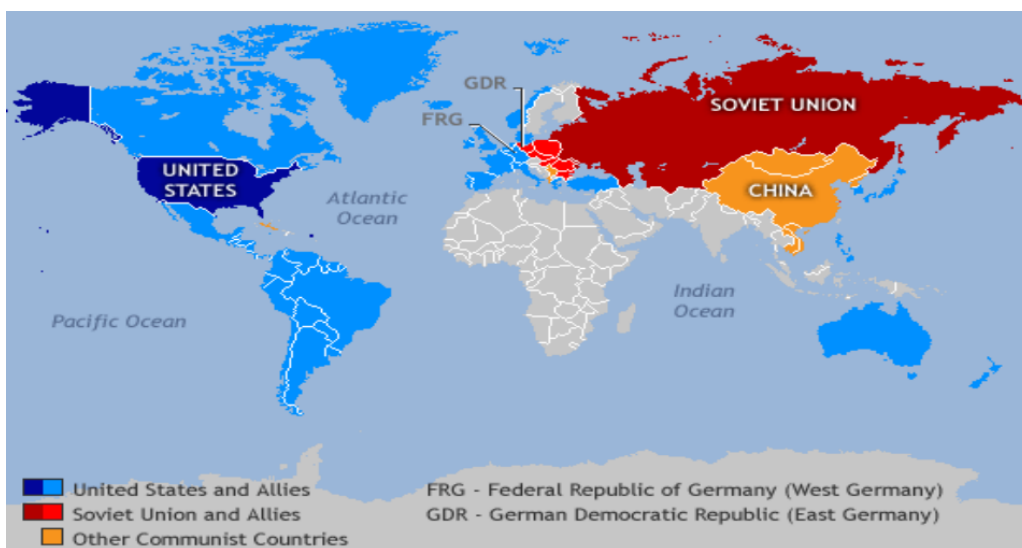 GDR
FRG
SOVIET UNION
UNITED
STATES
CHINA
Atlantic
Ocean
Indian
Ocean
Pacific Ocean
United States and Allies
Soviet Union and Allies
Other Communist Countries
FRG - Federal Republic of Germany (West Germany)
GDR - German Democratic Republic (East Germany)